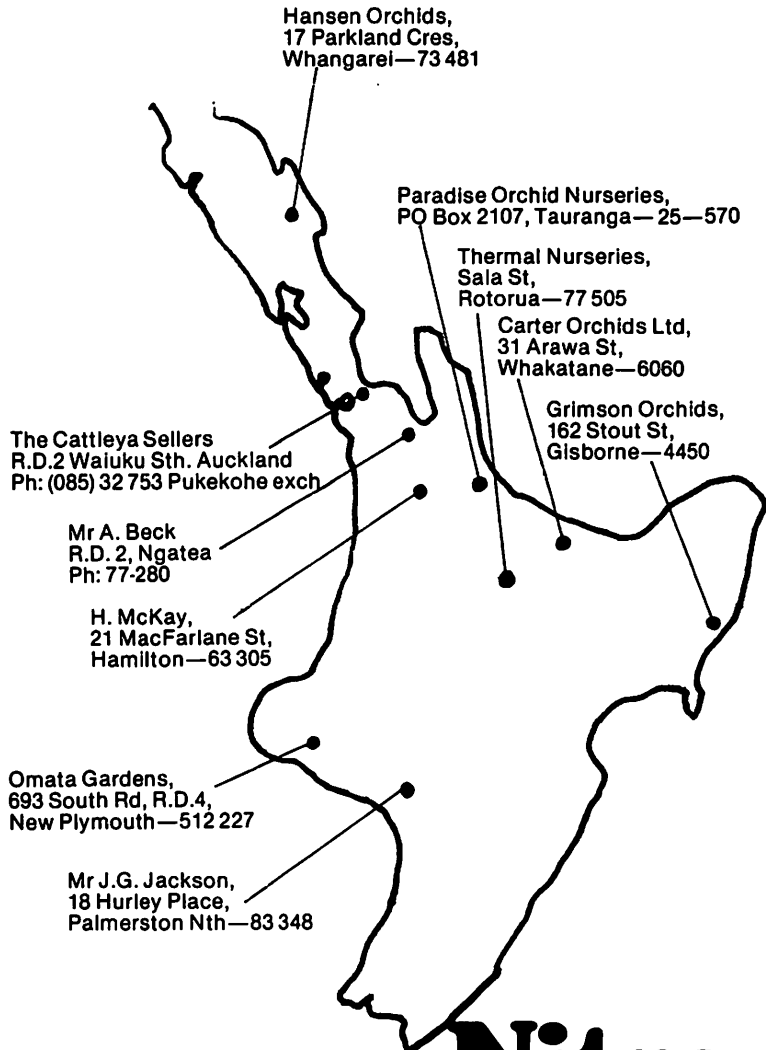 Hansen Orchids,
17 Parkland Cres,
Whangarei—73 481
Paradise Orchid Nurseries,
PO Box 2107, Tauranga—25—570
Thermal Nurseries,
Sala St,
Rotorua—77 505
Carter Orchids Ltd,
31 Arawa St,
Whakatane—6060
Grimson Orchids,
162 Stout St,
Gisborne—4450
The Cattleya Sellers
R.D.2 Waiuku Sth. Auckland
Ph: (085) 32 753 Pukekohe exch
Mr A. Beck
R.D. 2, Ngatea
Ph: 77-280
H. McKay,
21 MacFarlane St,
Hamilton—63 305
Omata Gardens,
693 South Rd, R.D.4,
New Plymouth—512 227
Mr J.G. Jackson,
18 Hurley Place,
Palmerston Nth—83 348